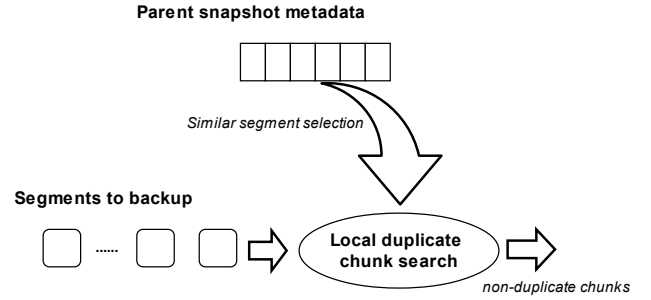 Parent snapshot metadata
Similar segment selection
Segments to backup
......
Local duplicate
chunk search
non-duplicate chunks